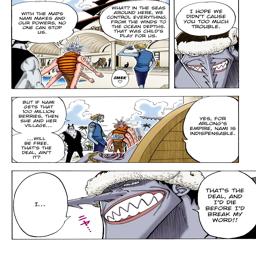 WITH THE MAPS
NAMI MAKES AND
OUR POWERS, NO
ONE CAN STOP
US.
WHAT!? IN THE SEAS
AROUND HERE, WE
CONTROL EVERYTHING,
FROM THE WINDS TO
THE OCEAN DEPTHS.
THAT WAS CHILD'S
PLAY FOR US!
I HOPE WE
DIDN'T CAUSE
YOU TOO MUCH
TROUBLE.
BUT IF NAMI
GETS THAT 100
MILLION BERRIES,
THEN SHE AND HER
VILLAGE...
...WILL
BE FREE.
THAT'S THE
DEAL, AIN'T
IT?
YES, FOR
ARLONG'S
EMPIRE, NAMI IS
INDISPENSABLE.
I...
THAT'S THE
DEAL, AND
I'D DIE
BEFORE I'D
BREAK MY
WORD!!